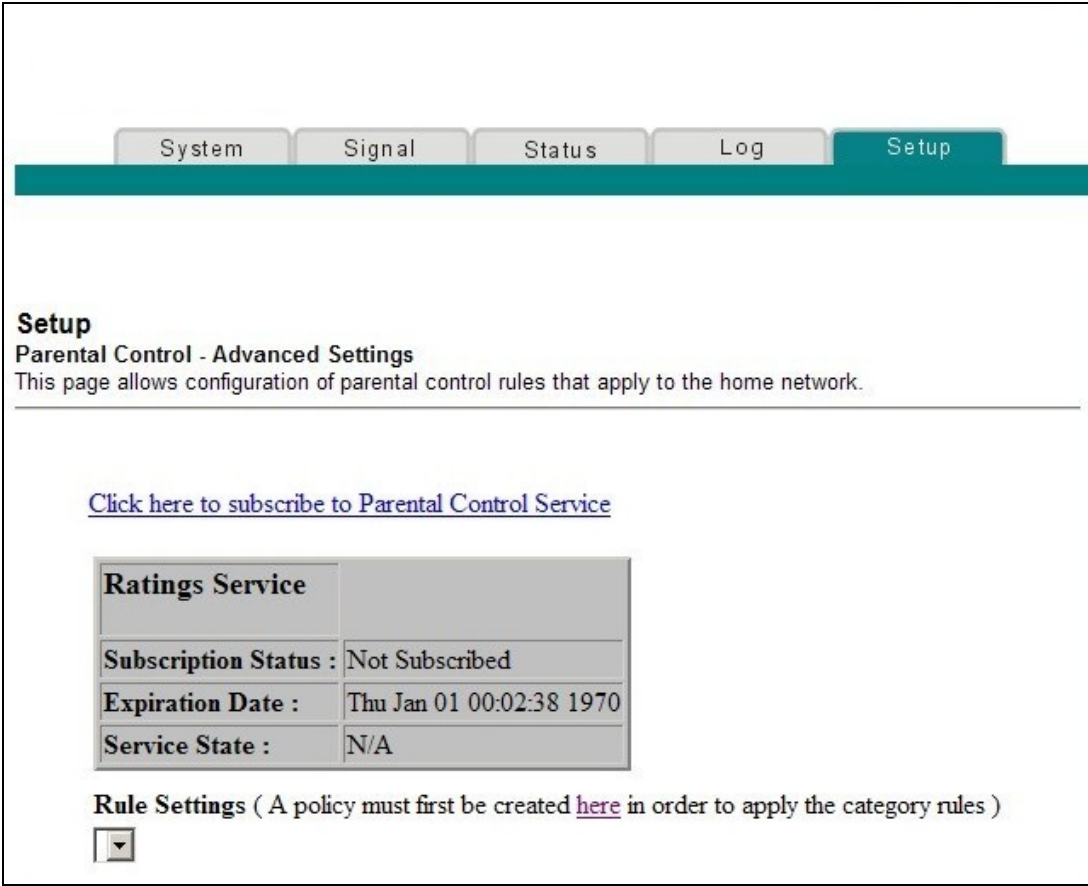 System Signal Status Log Setup
Setup
Parental Control - Advanced Settings
This page allows configuration of parental control rules that apply to the home network.
Click here to subscribe to Parental Control Service
Ratings Service
Subscription Status : Not Subscribed
Expiration Date : Thu Jan 01 00:02:38 1970
Service State : N/A
Rule Settings ( A policy must first be created here in order to apply the category rules )